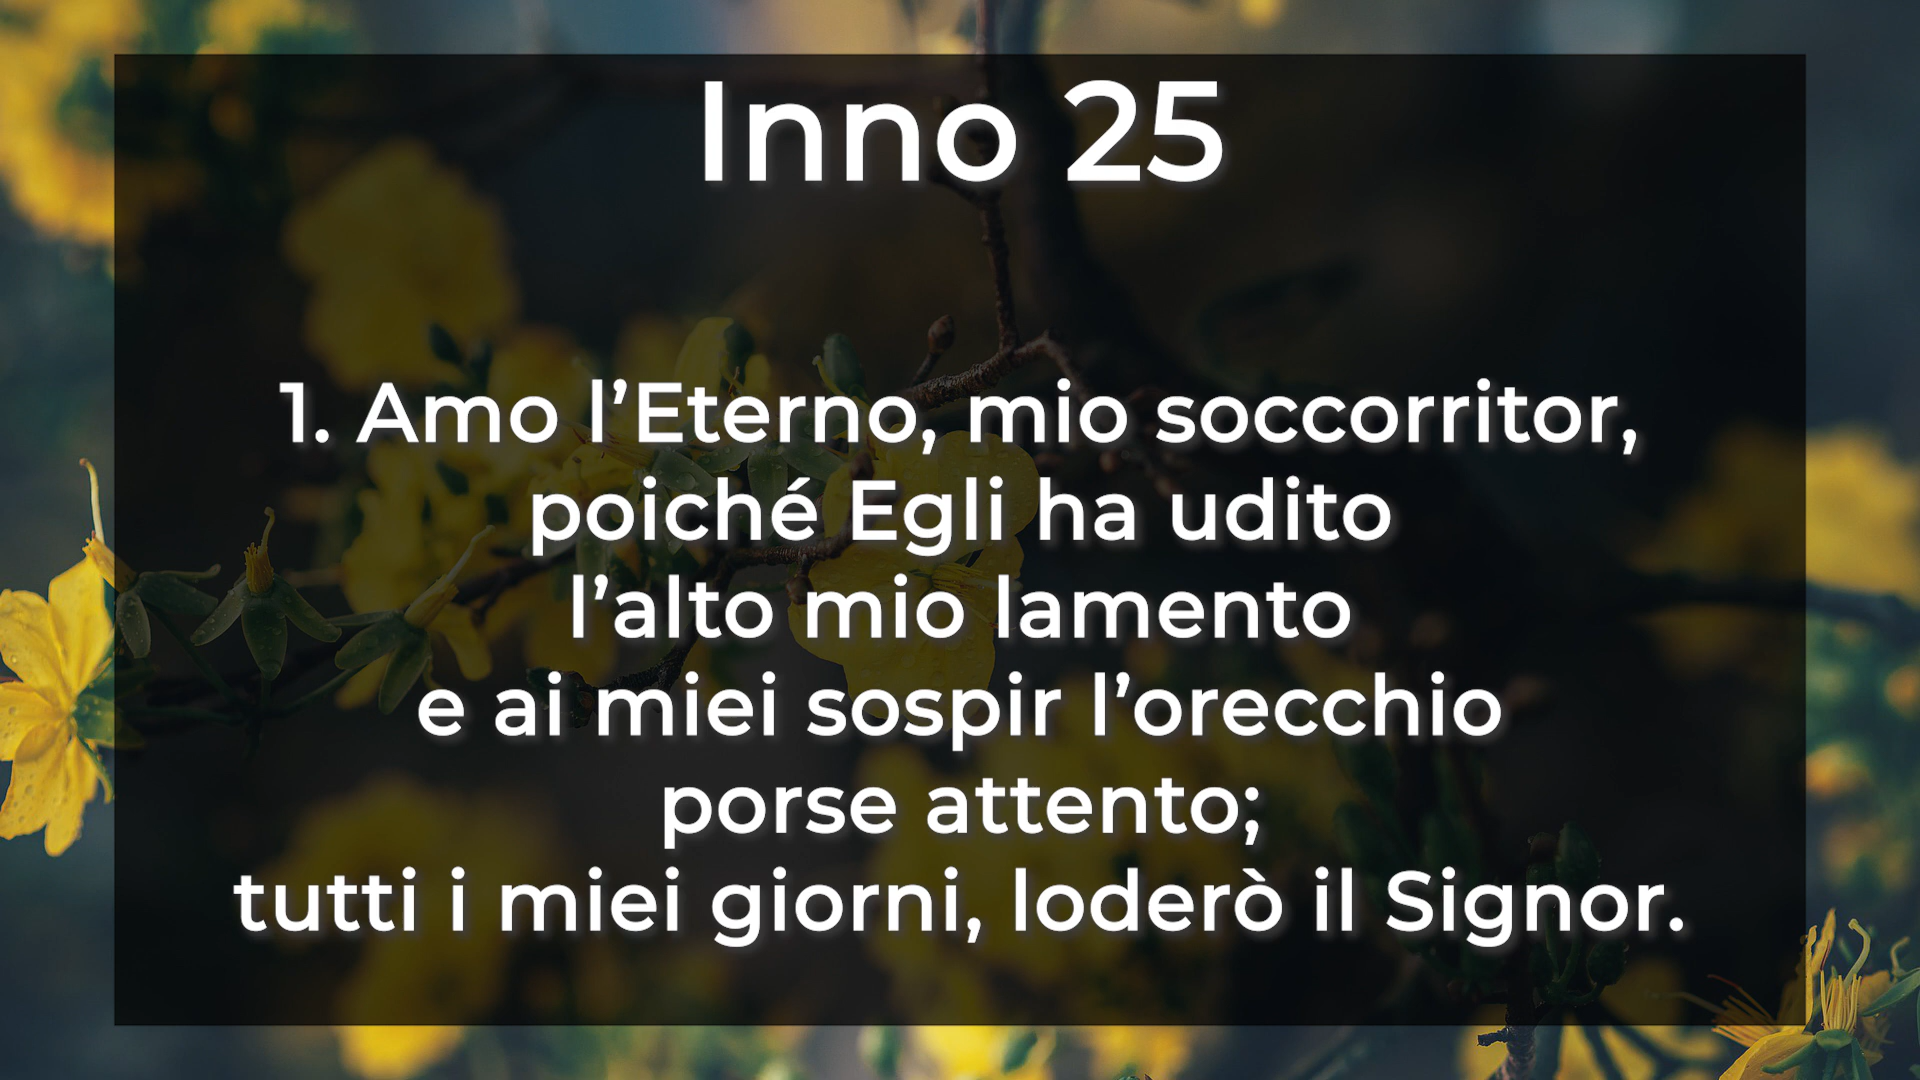 Inno 25
1. Amo l’Eterno, mio soccorritor,
poiché Egli ha udito
l’alto mio lamento
e ai miei sospir l’orecchio
porse attento;
tutti i miei giorni, loderò il Signor.